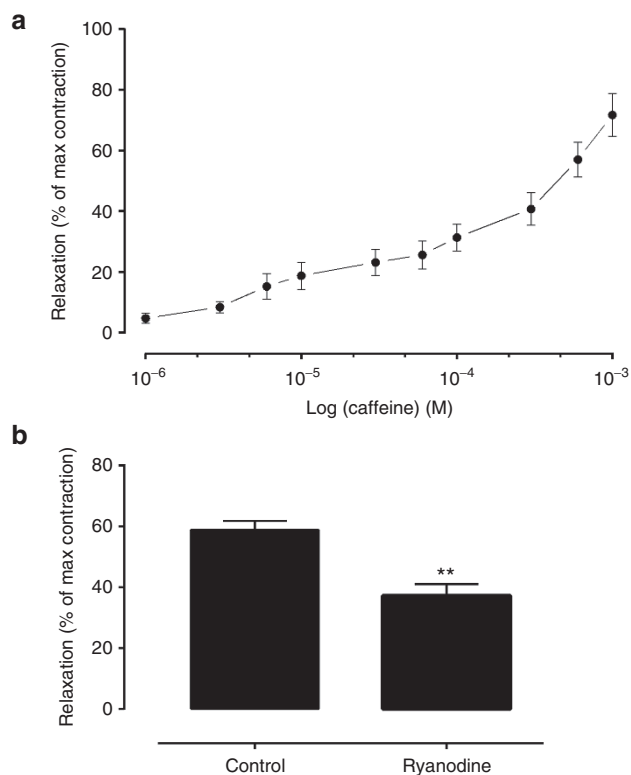 a
Relaxation (% of max contraction)
100
80
60
40
20
0
10⁻⁶
10⁻⁵
10⁻⁴
10⁻³
Log (caffeine) (M)
b
Relaxation (% of max contraction)
80
60
40
20
0
**
Control
Ryanodine